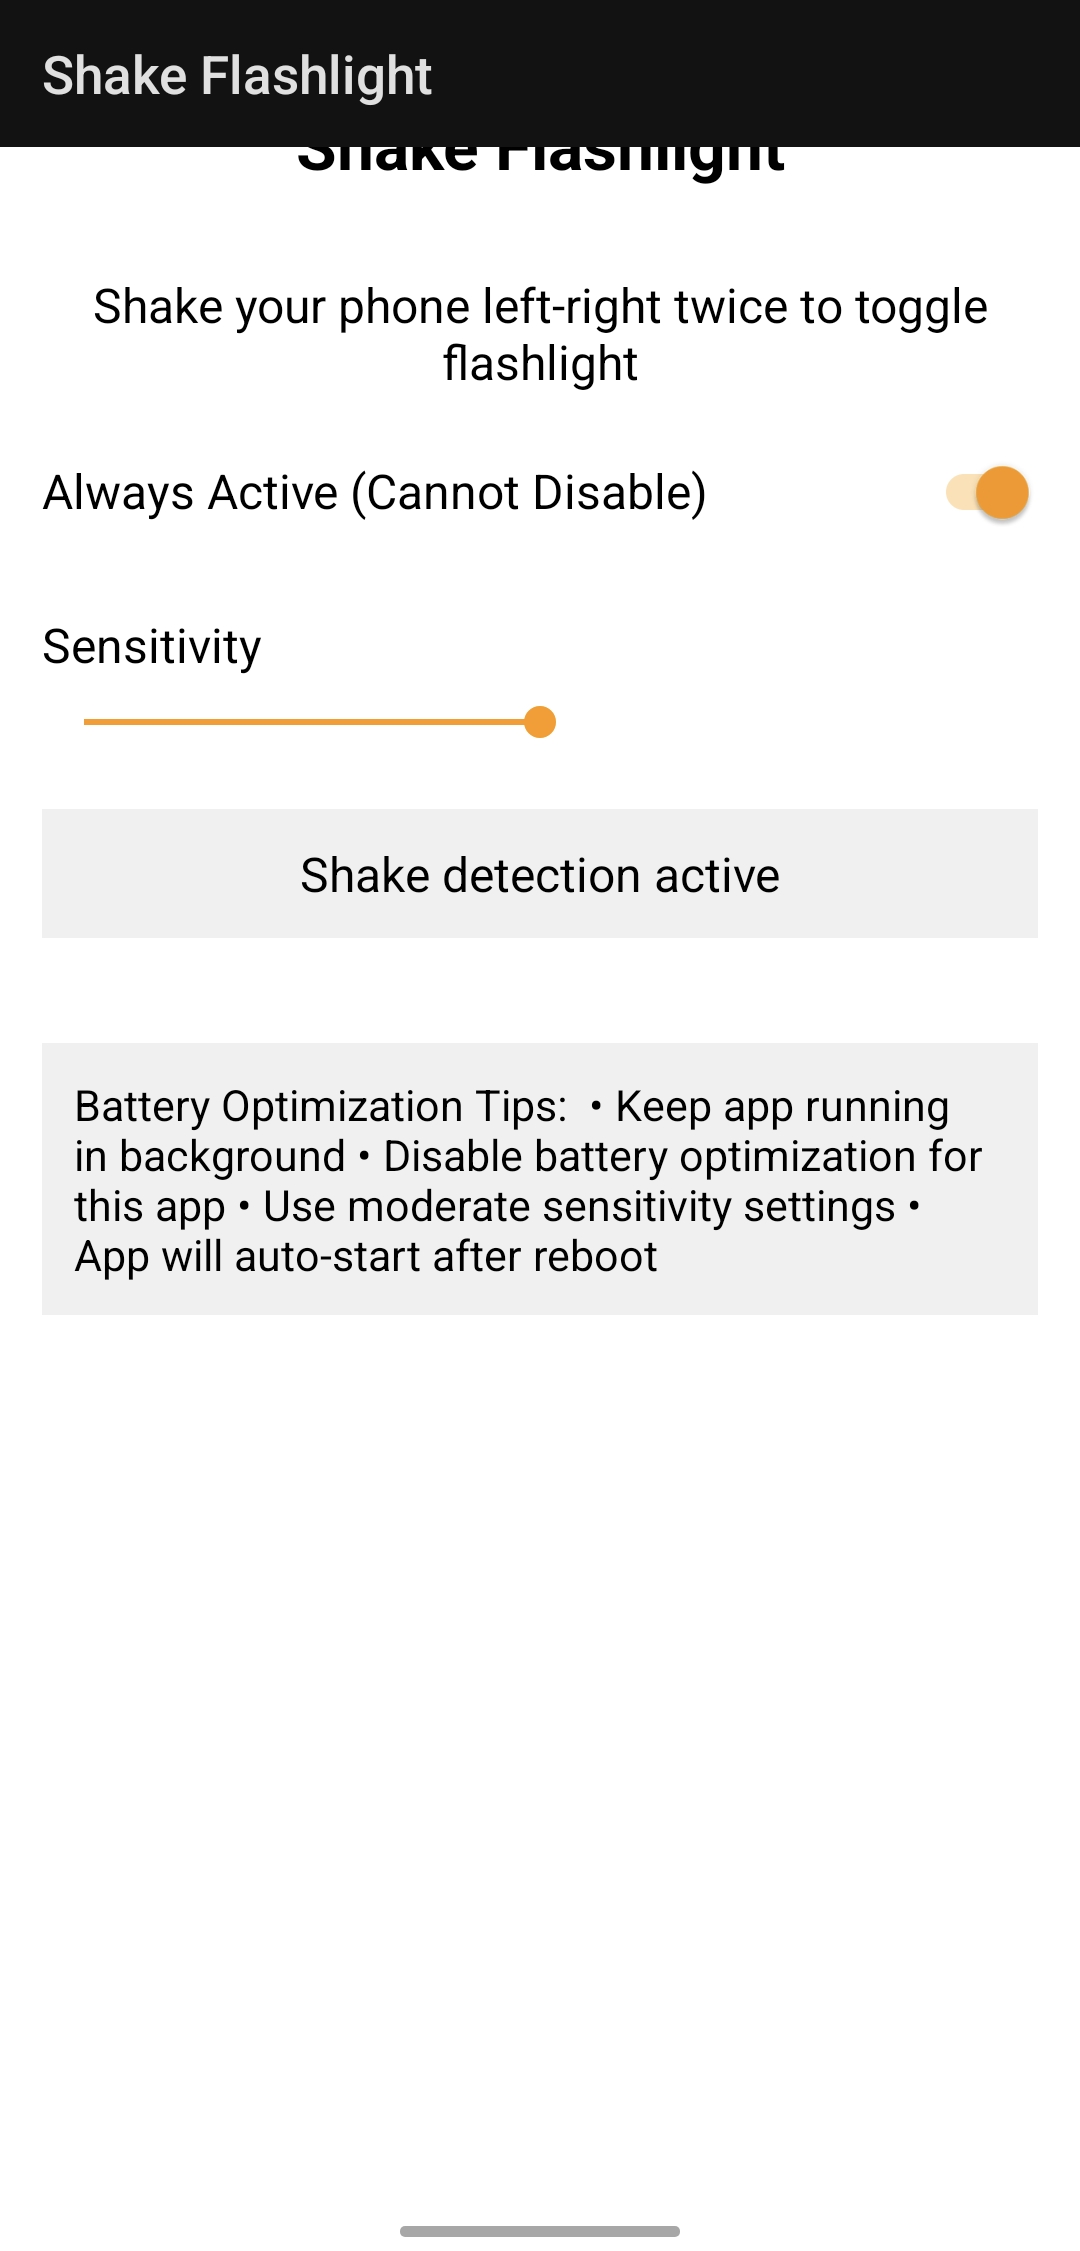 Shake Flashlight
Shake Flashlight
Shake your phone left-right twice to toggle
flashlight
Always Active (Cannot Disable)
Sensitivity
Shake detection active
Battery Optimization Tips:  • Keep app running
in background • Disable battery optimization for
this app • Use moderate sensitivity settings •
App will auto-start after reboot